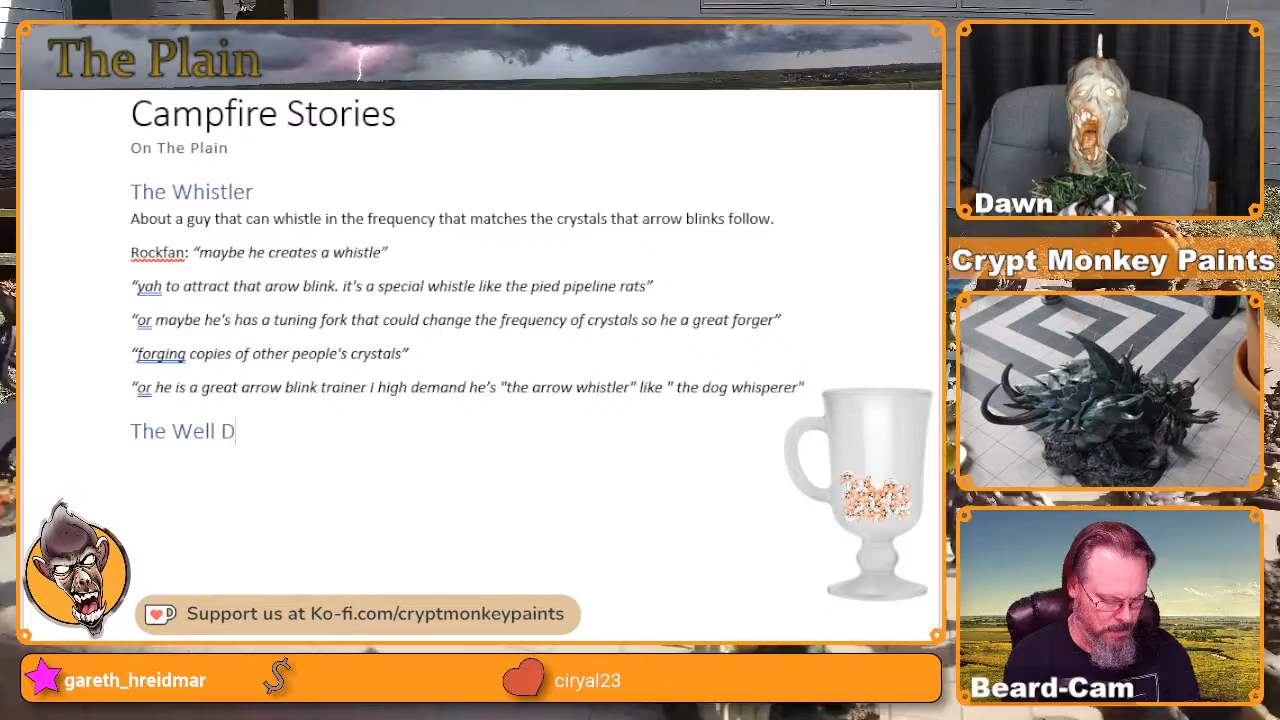 The Plain
Campfire Stories
On The Plain
The Whistler
About a guy that can whistle in the frequency that matches the crystals that arrow blinks follow.
Rockfan: “maybe he creates a whistle”
“yah to attract that arow blink. it's a special whistle like the pied pipeline rats”
“or maybe he's has a tuning fork that could change the frequency of crystals so he a great forger”
“forging copies of other people's crystals”
“or he is a great arrow blink trainer I high demand he’s "the arrow whistler" like " the dog whisperer"
The Well D
Support us at Ko-fi.com/cryptmonkeypaints
gareth_hreidmar
$
ciryal23
Dawn
Crypt Monkey Paints
Beard-Cam